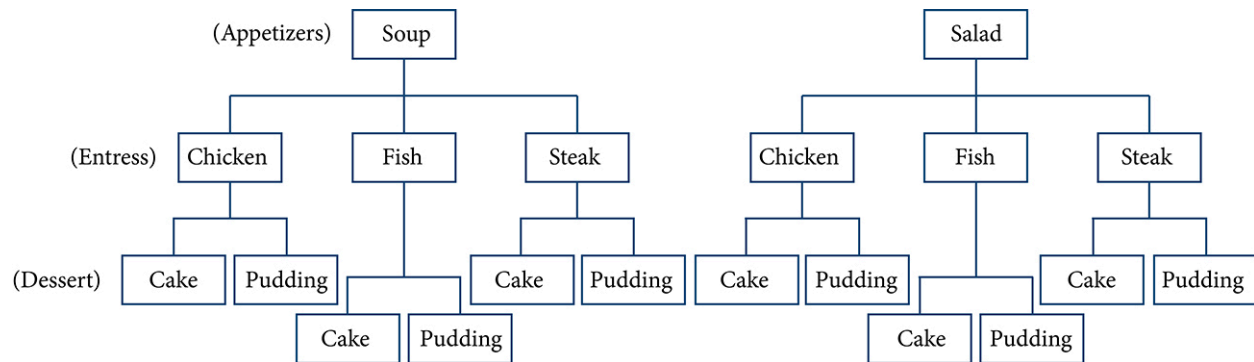 (Appetizers) Soup Salad
(Entress) Chicken Fish Steak Chicken Fish Steak
(Dessert) Cake Pudding Cake Pudding Cake Pudding Cake Pudding
Cake Pudding Cake Pudding